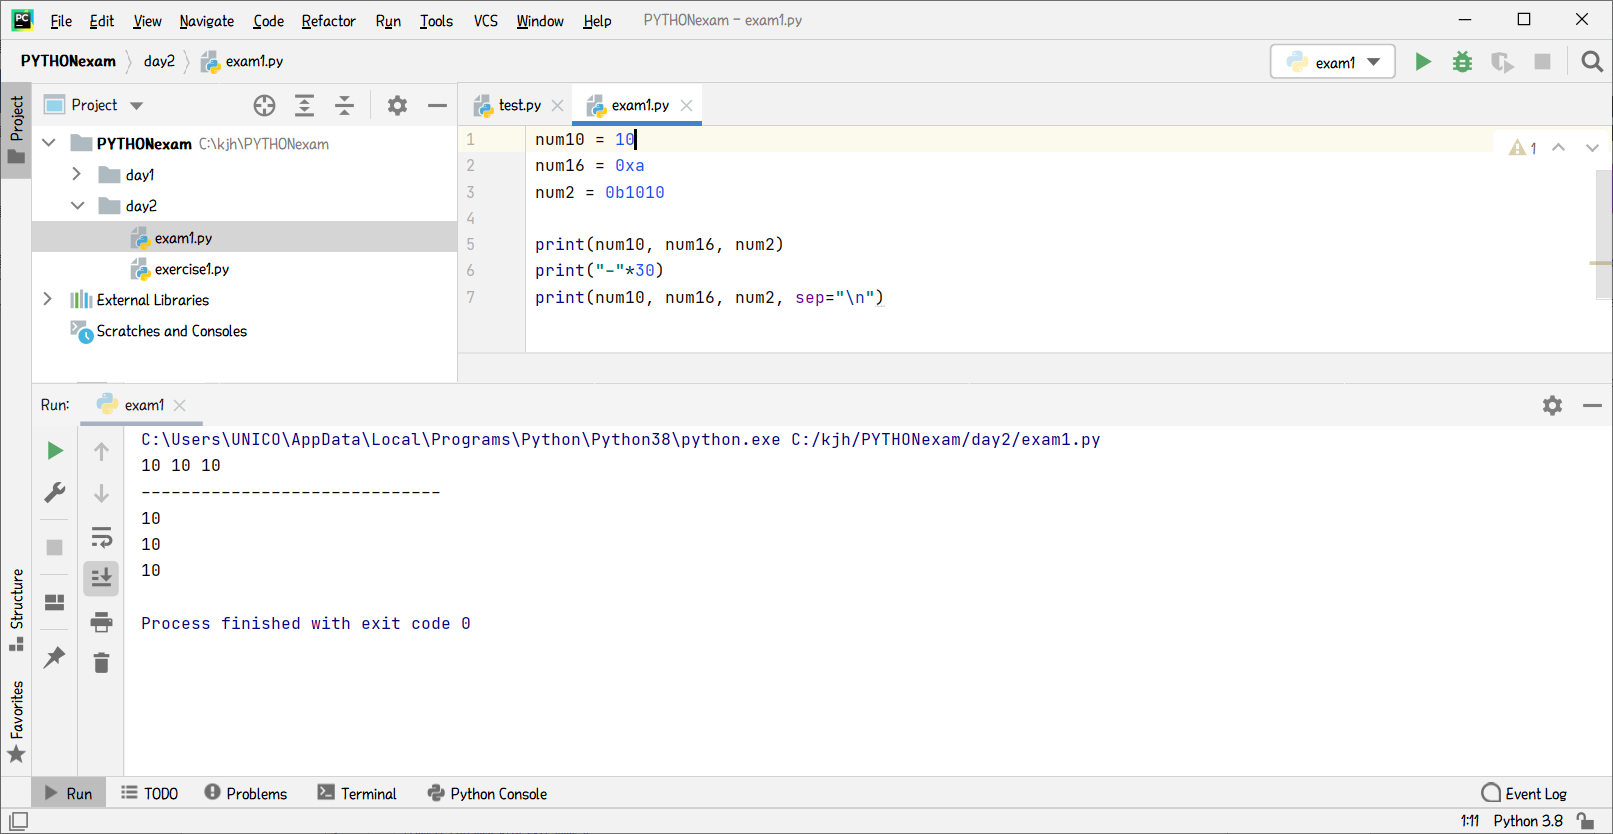 PC File Edit View Navigate Code Refactor Run Tools VCS Window Help PYTHONexam - exam1.py
PYTHONexam day2 exam1.py exam1
Project
Project
test.py exam1.py
PYTHONexam C:\kjh\PYTHONexam
day1
day2
exam1.py
exercise1.py
External Libraries
Scratches and Consoles
1 num10 = 10
2 num16 = 0xa
3 num2 = 0b1010
4
5 print(num10, num16, num2)
6 print("-"*30)
7 print(num10, num16, num2, sep="\n")
1
Run: exam1
C:\Users\UNICO\AppData\Local\Programs\Python\Python38\python.exe C:/kjh/PYTHONexam/day2/exam1.py
10 10 10
------------------------------
10
10
10
Process finished with exit code 0
Structure
Favorites
Run TODO Problems Terminal Python Console Event Log
1:11 Python 3.8